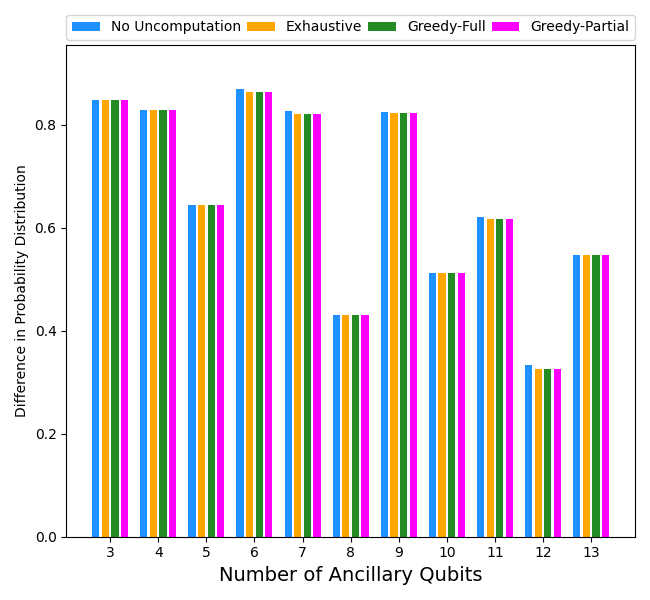 No Uncomputation Exhaustive Greedy-Full Greedy-Partial
Difference in Probability Distribution
0.8
0.6
0.4
0.2
0.0
3 4 5 6 7 8 9 10 11 12 13
Number of Ancillary Qubits